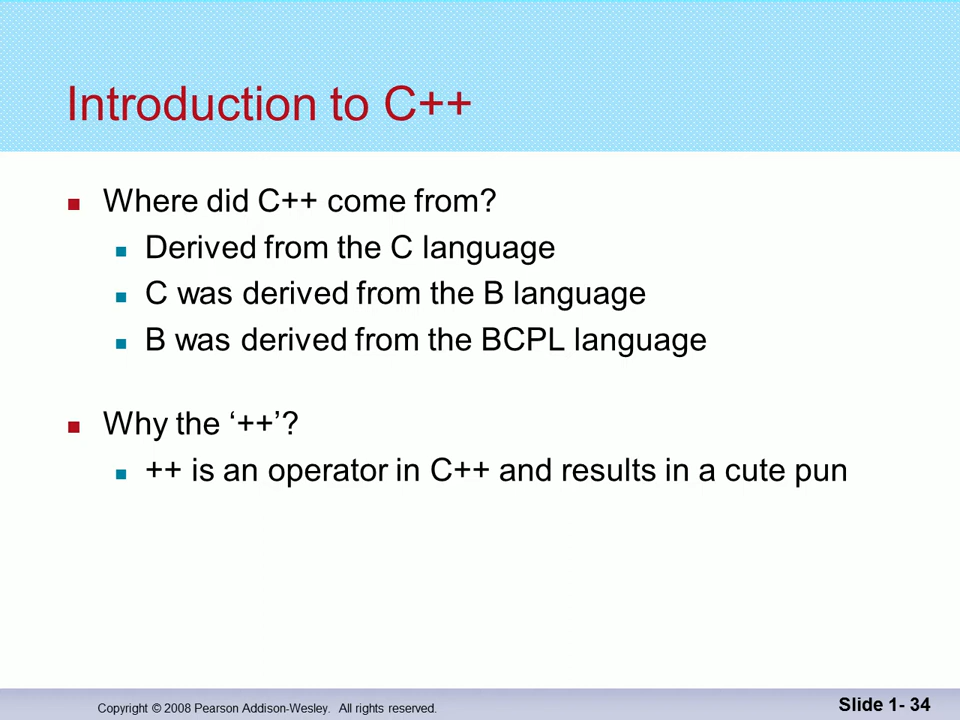 Introduction to C++
Where did C++ come from?
Derived from the C language
C was derived from the B language
B was derived from the BCPL language
Why the ‘++’?
++ is an operator in C++ and results in a cute pun
Copyright © 2008 Pearson Addison-Wesley. All rights reserved.
Slide 1- 34